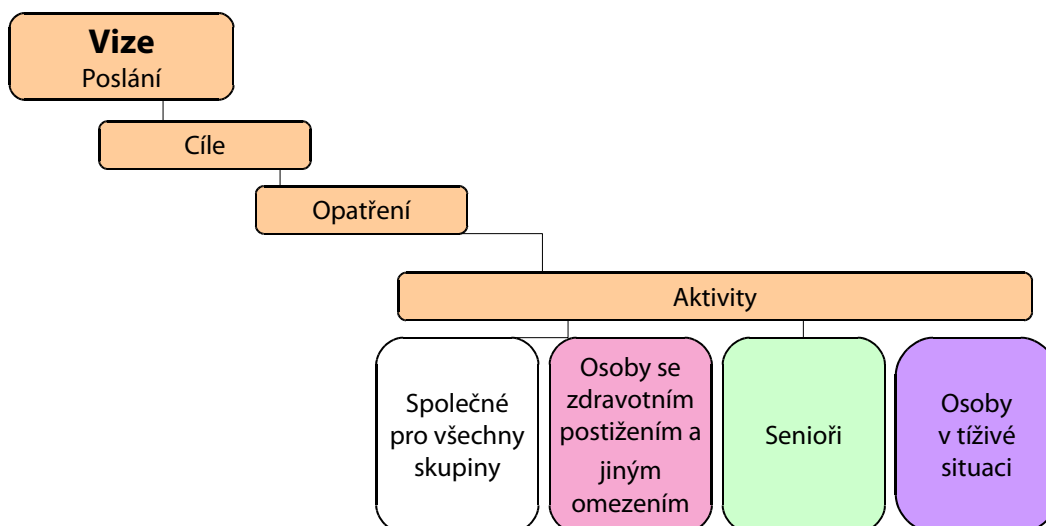 Vize
Poslání
Cíle
Opatření
Aktivity
Společné
pro všechny
skupiny
Osoby se
zdravotním
postižením a
jiným
omezením
Senioři
Osoby
v tíživé
situaci